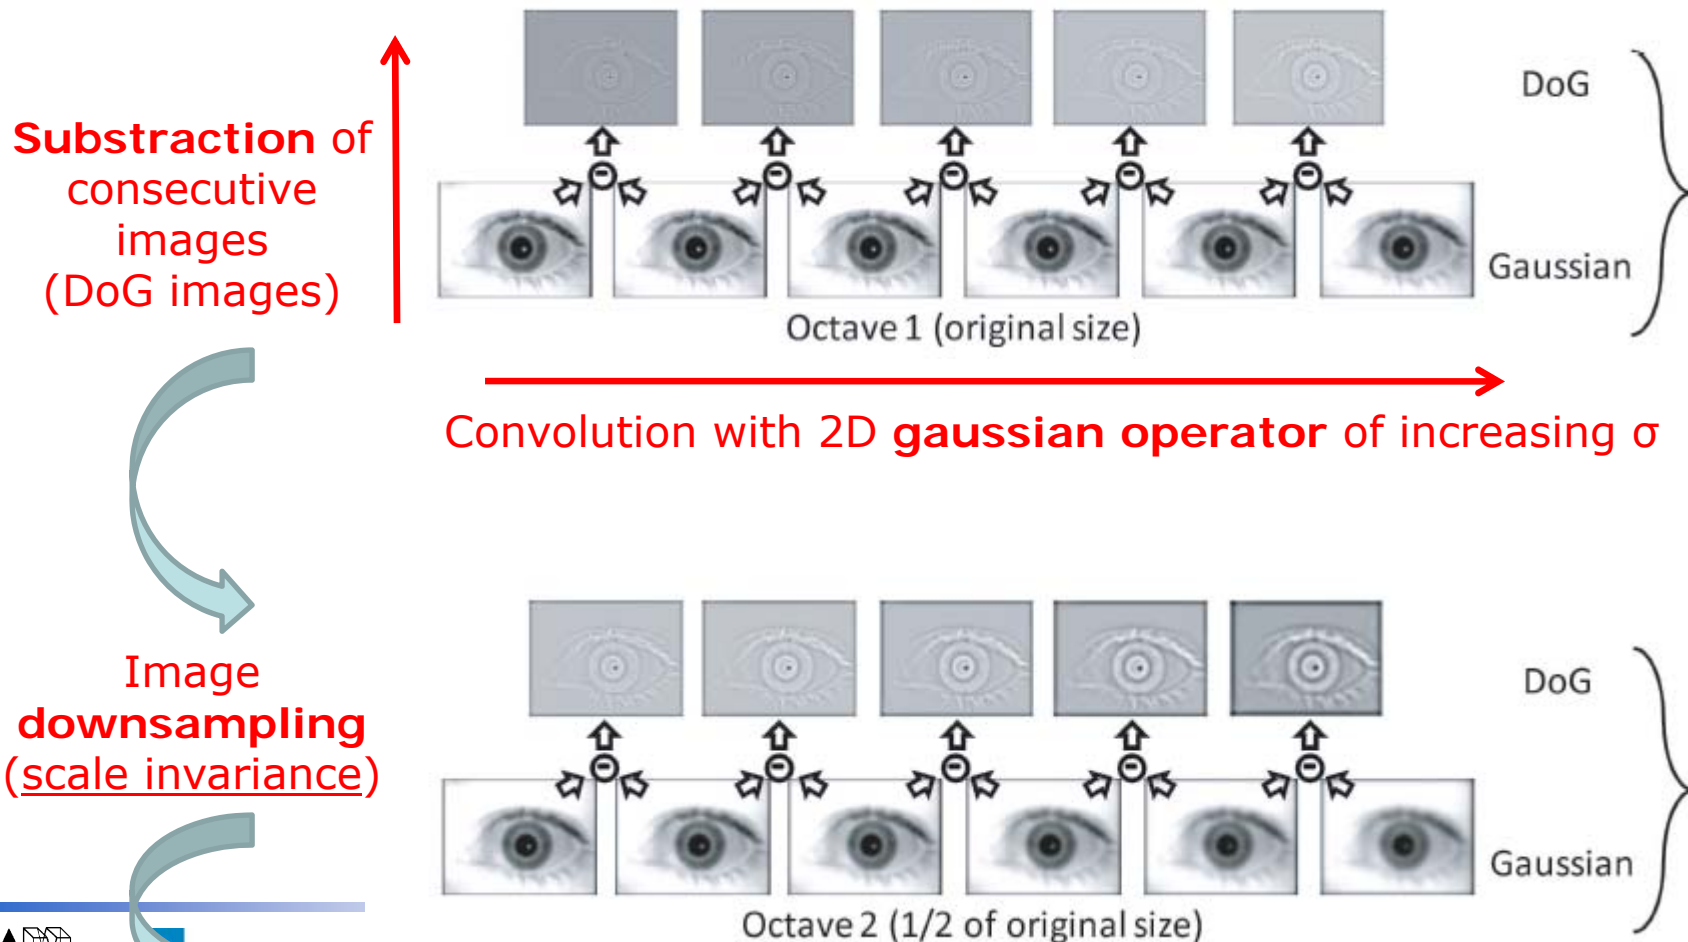 Substraction of
consecutive
images
(DoG images)
DoG
Gaussian
Octave 1 (original size)
Convolution with 2D gaussian operator of increasing σ
Image
downsampling
(scale invariance)
DoG
Gaussian
Octave 2 (1/2 of original size)